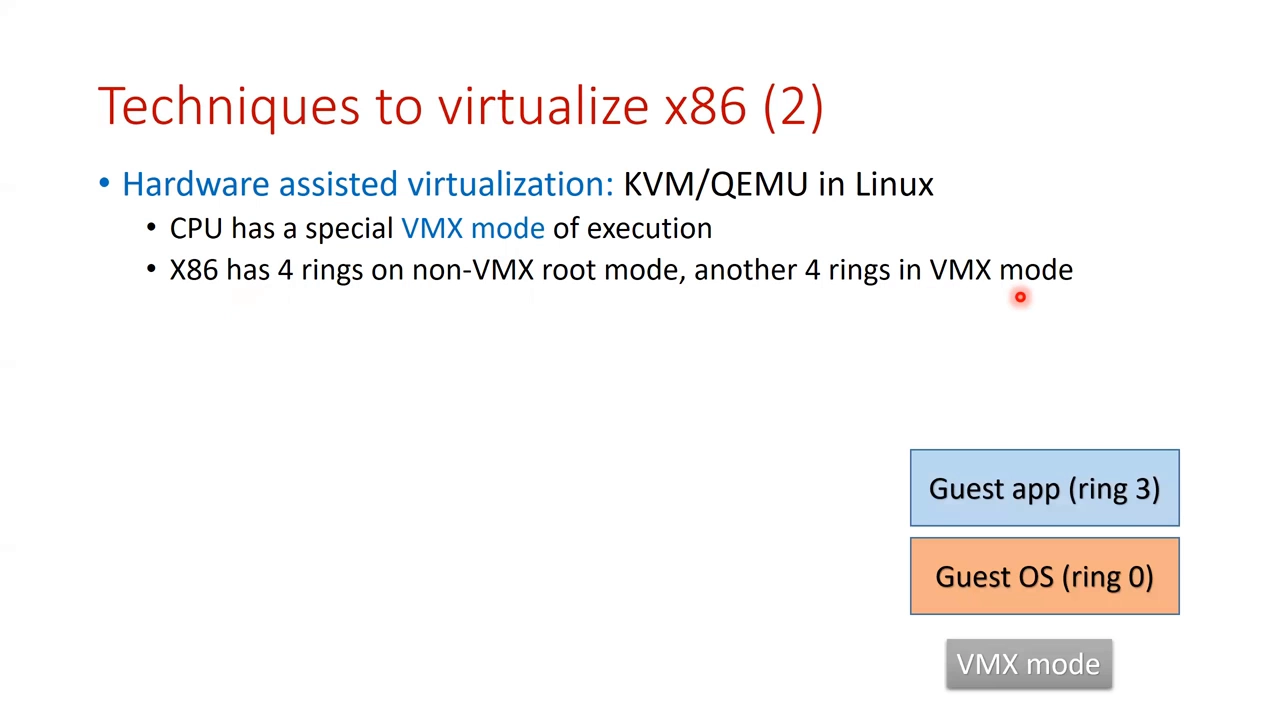 Techniques to virtualize x86 (2)
• Hardware assisted virtualization: KVM/QEMU in Linux
• CPU has a special VMX mode of execution
• X86 has 4 rings on non-VMX root mode, another 4 rings in VMX mode
Guest app (ring 3)
Guest OS (ring 0)
VMX mode